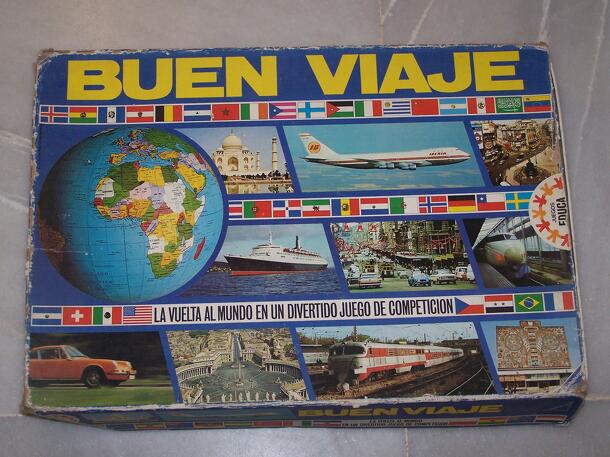 BUEN VIAJE
IBERIA
JUEGOS
EDUCA
LA VUELTA AL MUNDO EN UN DIVERTIDO JUEGO DE COMPETICION
BUEN VIAJE
LA VUELTA AL MUNDO
EN UN DIVERTIDO JUEGO DE COMPETICION